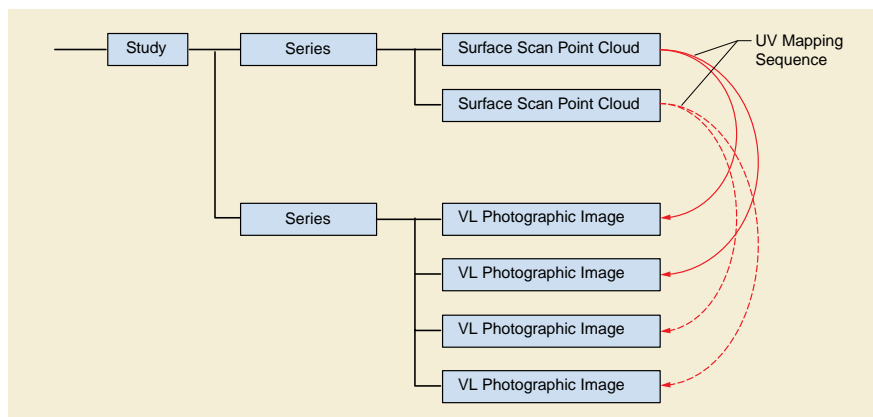 Study
Series
Surface Scan Point Cloud
UV Mapping
Sequence
Surface Scan Point Cloud
Series
VL Photographic Image
VL Photographic Image
VL Photographic Image
VL Photographic Image